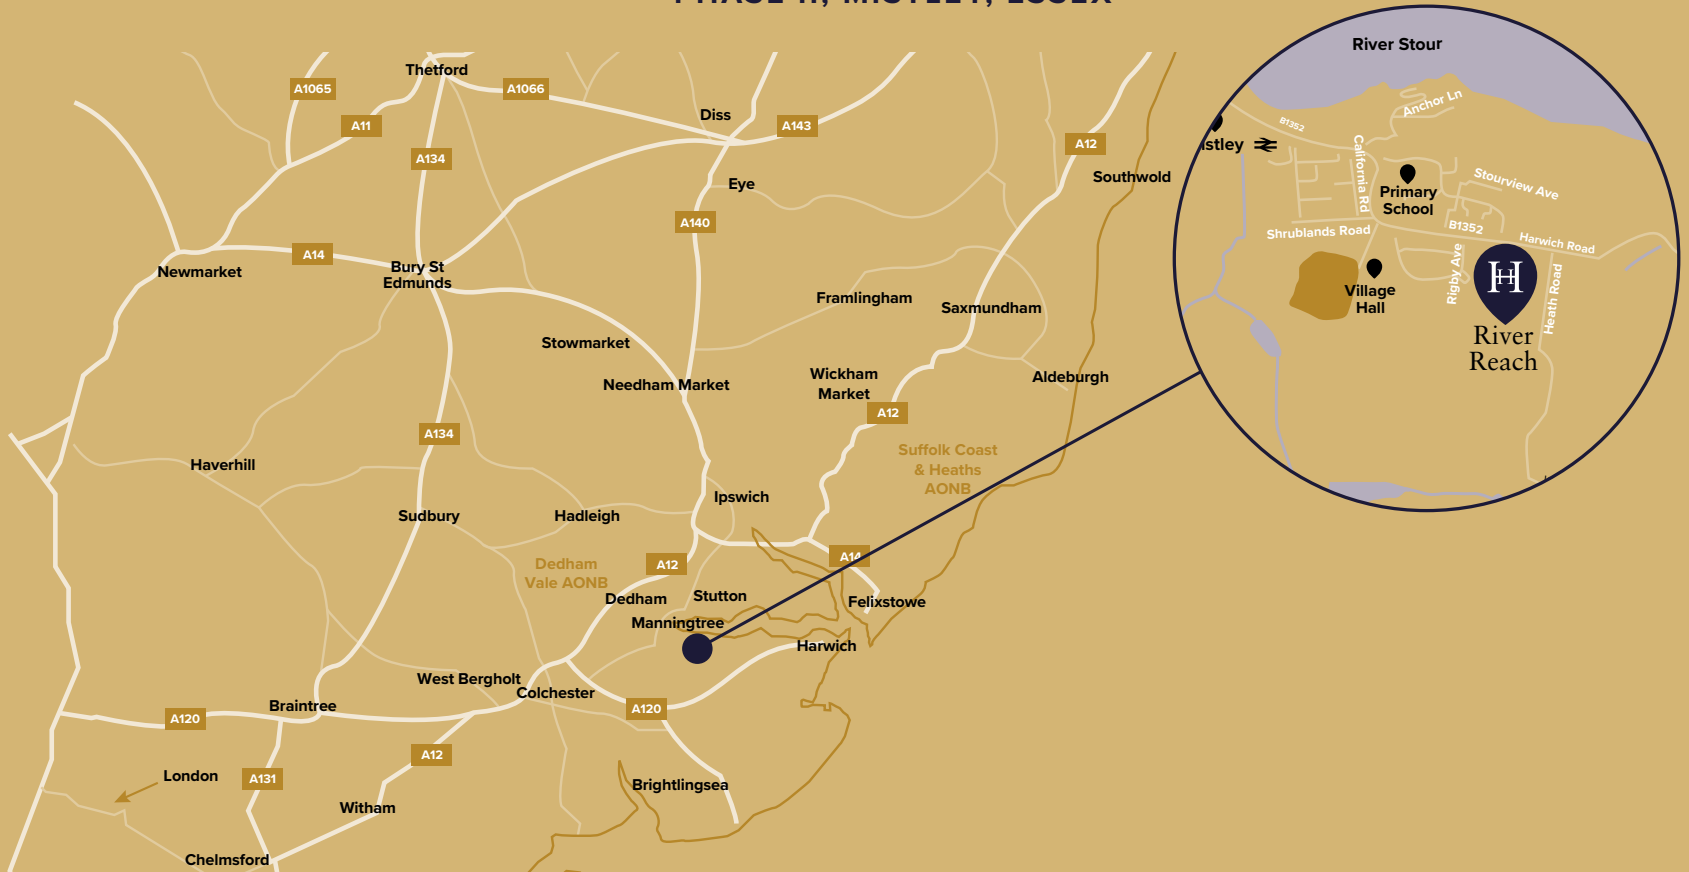 PHASE II, MISTLEY, ESSEX
River Stour
Thetford
A1065
A1066
Anchor Ln
Diss
A11
A143
B1352
A12
istley
California Rd
A134
Southwold
Eye
Primary
School
Stourview Ave
A140
B1352
Shrublands Road
Harwich Road
A14
Newmarket
Bury St
Edmunds
Rigby Ave
H
Heath Road
Village
Hall
Framlingham
Saxmundham
River
Reach
Stowmarket
Needham Market
Wickham
Market
Aldeburgh
A12
A134
Suffolk Coast
& Heaths
AONB
Haverhill
Ipswich
Sudbury
Hadleigh
A14
Dedham
Vale AONB
A12
Dedham
Stutton
Felixstowe
Manningtree
Harwich
West Bergholt
Colchester
Braintree
A120
A120
A12
London
A131
Brightlingsea
Witham
Chelmsford